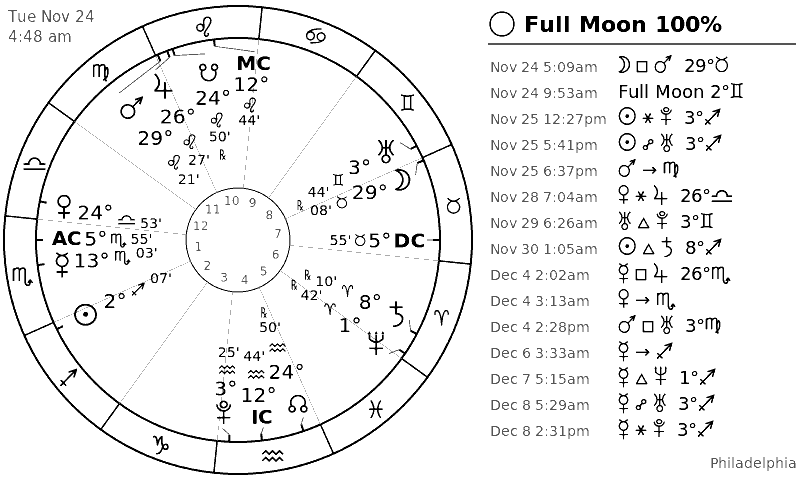 Tue Nov 24
4:48 am
MC
12°
♌
44'
☋
24°
♌
50'
℞
♃
26°
♌
27'
♂
29°
♌
21'
♀ 24° ♎ 53'
AC 5° ♏ 55'
☿ 13° ♏ 03'
☉ 2° ♐ 07'
♅ 3° ♊ 44' ℞
☽ 29° ♉ 08'
55' ♉ 5° DC
℞ 10' ♈ 8° ♄
℞ 42' ♈ 1° ♆
℞
50'
♒
24°
☊
25'
♒
3°
♇
44'
♒
12°
IC
10 9
11 8
12 7
1 6
2 5
3 4
♌ ♋ ♊ ♉ ♈ ♓ ♒ ♑ ♐ ♏ ♎ ♍
Full Moon 100%
Nov 24 5:09am ☽ □ ♂ 29°♉
Nov 24 9:53am Full Moon 2°♊
Nov 25 12:27pm ☉ ⚹ ♇ 3°♐
Nov 25 5:41pm ☉ ☍ ♅ 3°♐
Nov 25 6:37pm ♂ → ♍
Nov 28 7:04am ♀ ⚹ ♃ 26°♎
Nov 29 6:26am ♅ △ ♇ 3°♊
Nov 30 1:05am ☉ △ ♄ 8°♐
Dec 4 2:02am ☿ □ ♃ 26°♏
Dec 4 3:13am ♀ → ♏
Dec 4 2:28pm ♂ □ ♅ 3°♍
Dec 6 3:33am ☿ → ♐
Dec 7 5:15am ☿ △ ♆ 1°♐
Dec 8 5:29am ☿ ☍ ♅ 3°♐
Dec 8 2:31pm ☿ ⚹ ♇ 3°♐
Philadelphia